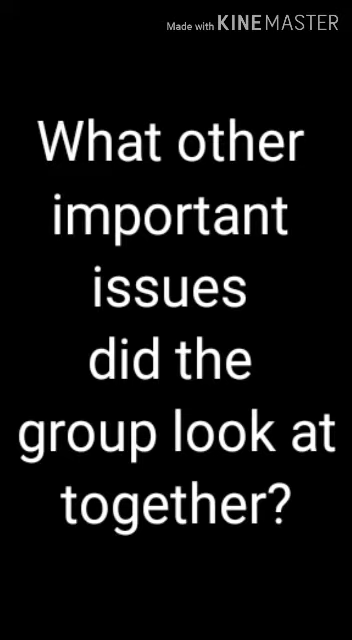 Made with KINEMASTER
What other
important
issues
did the
group look at
together?